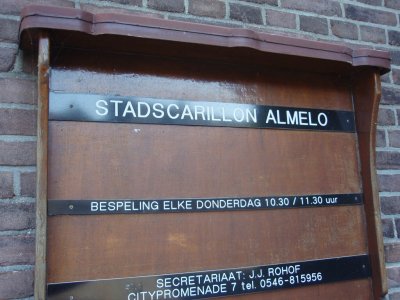 STADSCARILLON ALMELO
BESPELING ELKE DONDERDAG 10.30 / 11.30 uur
SECRETARIAAT: J.J. ROHOF
CITYPROMENADE 7 tel. 0546-815956